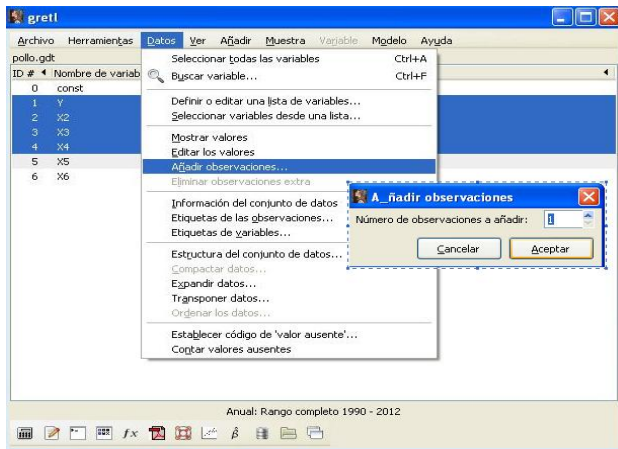 gretl
Archivo Herramientas Datos Ver Añadir Muestra Variable Modelo Ayuda
pollo.gdt
ID # Nombre de variab
0 const
1 Y
2 X2
3 X3
4 X4
5 X5
6 X6
Seleccionar todas las variables Ctrl+A
Buscar variable... Ctrl+F
Definir o editar una lista de variables...
Seleccionar variables desde una lista...
Mostrar valores
Editar los valores
Añadir observaciones...
Eliminar observaciones extra
Información del conjunto de datos
Etiquetas de las observaciones...
Etiquetas de variables...
Estructura del conjunto de datos...
Compactar datos...
Expandir datos...
Transponer datos...
Ordenar los datos...
Establecer código de 'valor ausente'...
Contar valores ausentes
A_ñadir observaciones
Número de observaciones a añadir: 1
Cancelar Aceptar
Anual: Rango completo 1990 - 2012
fx β̂